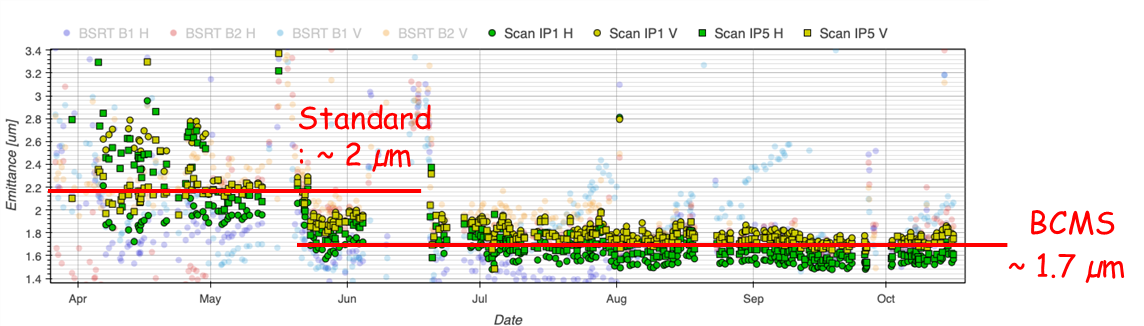 BSRT B1 H BSRT B2 H BSRT B1 V BSRT B2 V Scan IP1 H Scan IP1 V Scan IP5 H Scan IP5 V
3.4
3.2
3
2.8
2.6
2.4
2.2
2
1.8
1.6
1.4
Emittance [um]
Standard
: ~ 2 µm
BCMS
~ 1.7 µm
Apr May Jun Jul Aug Sep Oct
Date